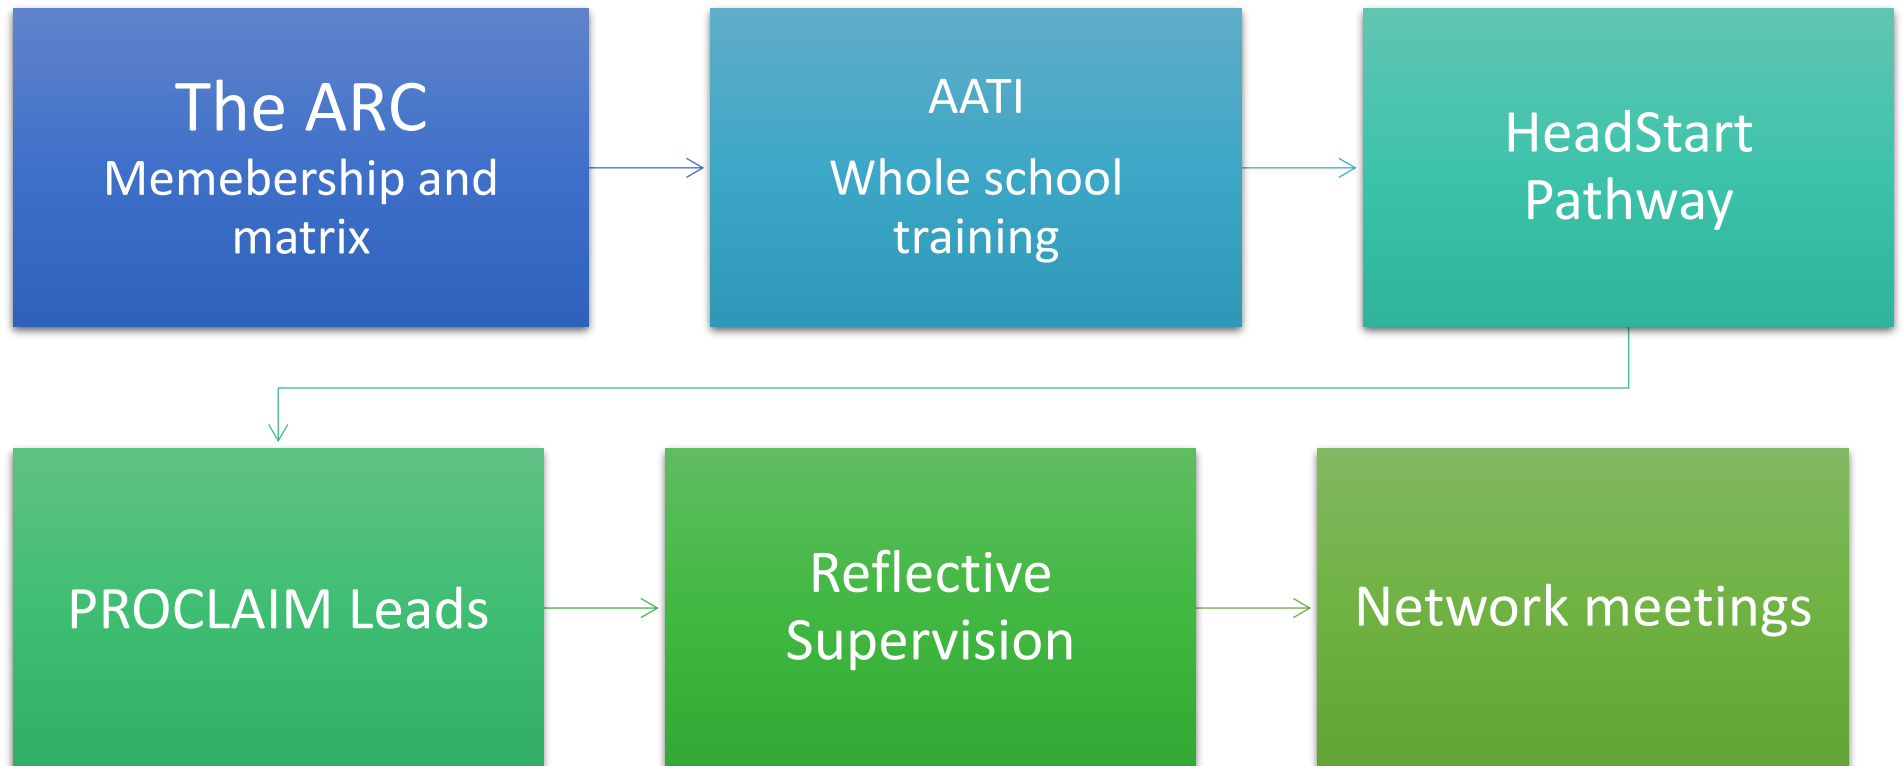 The ARC
Memebership and
matrix
AATI
Whole school
training
HeadStart
Pathway
PROCLAIM Leads
Reflective
Supervision
Network meetings